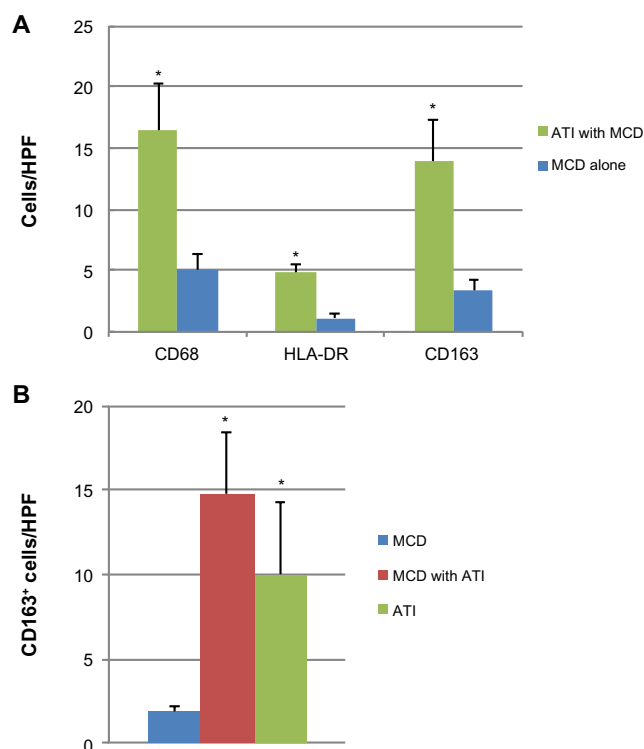 A
25
20
15
10
5
0
Cells/HPF
*
*
*
CD68
HLA-DR
CD163
ATI with MCD
MCD alone
B
20
15
10
5
0
CD163⁺ cells/HPF
*
*
MCD
MCD with ATI
ATI